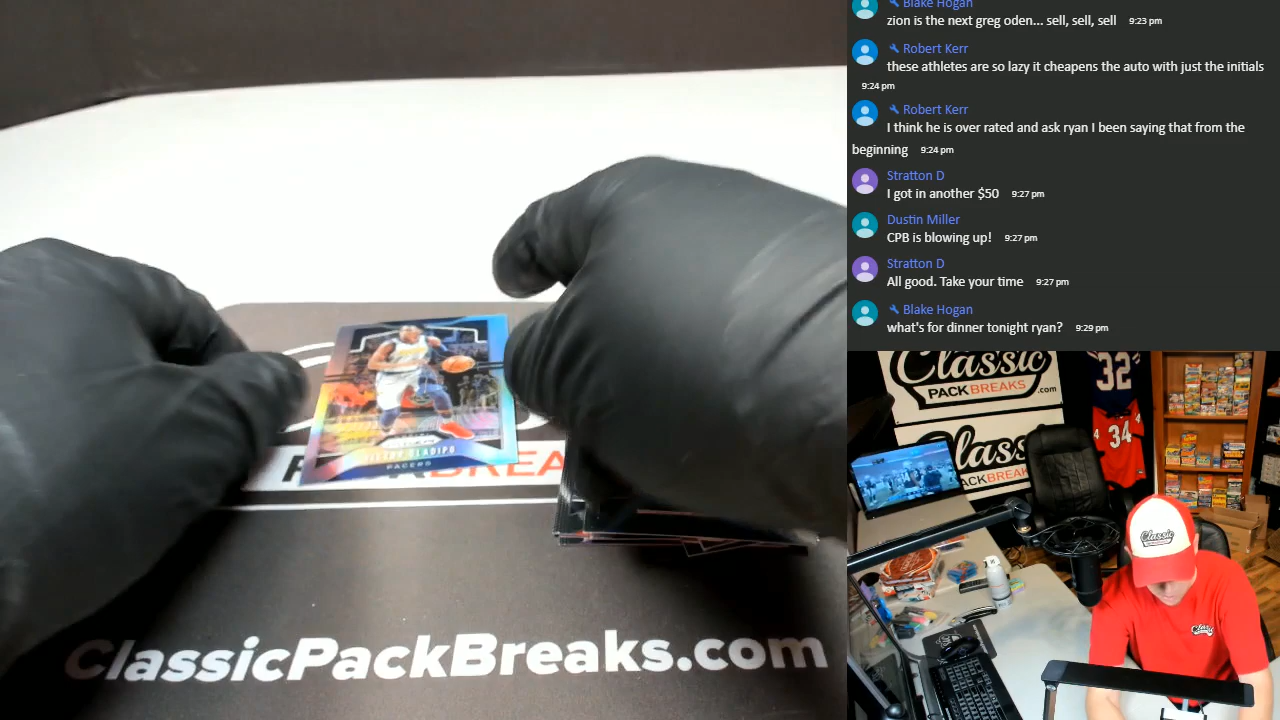 Blake Hogan
zion is the next greg oden... sell, sell, sell 9:23 pm
Robert Kerr
these athletes are so lazy it cheapens the auto with just the initials
9:24 pm
Robert Kerr
I think he is over rated and ask ryan I been saying that from the
beginning 9:24 pm
Stratton D
I got in another $50 9:27 pm
Dustin Miller
CPB is blowing up! 9:27 pm
Stratton D
All good. Take your time 9:27 pm
Blake Hogan
what's for dinner tonight ryan? 9:29 pm
OLADIPO
PACERS
BREA
ClassicPackBreaks.com
Classic
PACKBREAKS.com
Classic
PACKBREAKS
32
34
Classic